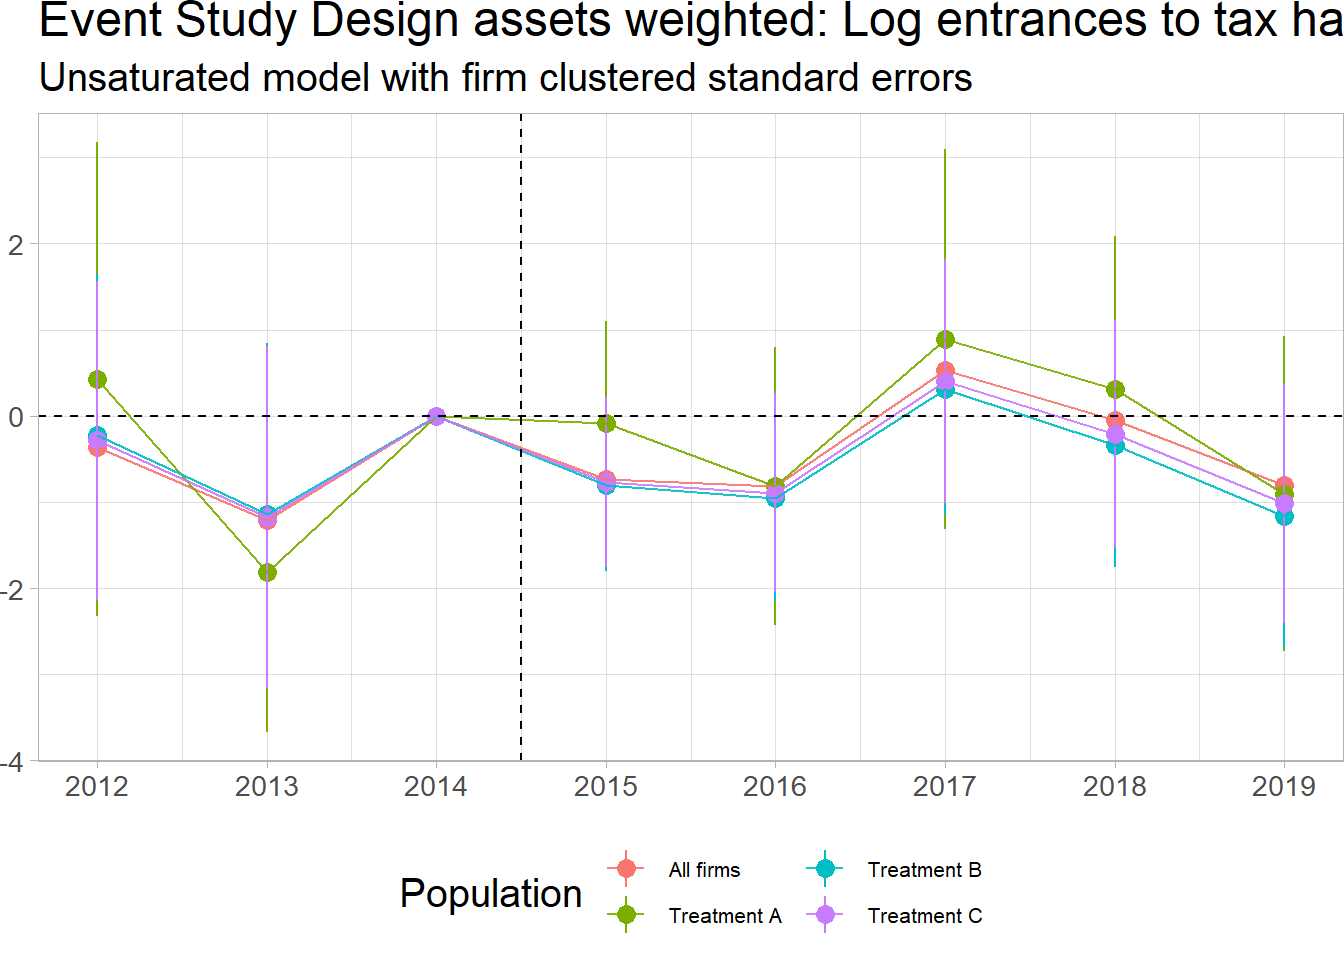 Event Study Design assets weighted: Log entrances to tax ha
Unsaturated model with firm clustered standard errors
2
0
-2
-4
2012 2013 2014 2015 2016 2017 2018 2019
Population
All firms
Treatment A
Treatment B
Treatment C